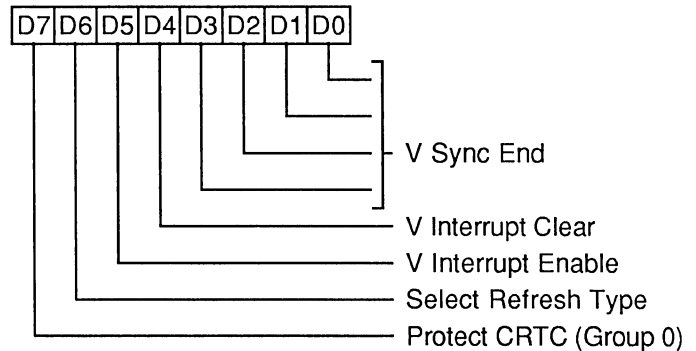 D7 D6 D5 D4 D3 D2 D1 D0
V Sync End
V Interrupt Clear
V Interrupt Enable
Select Refresh Type
Protect CRTC (Group 0)